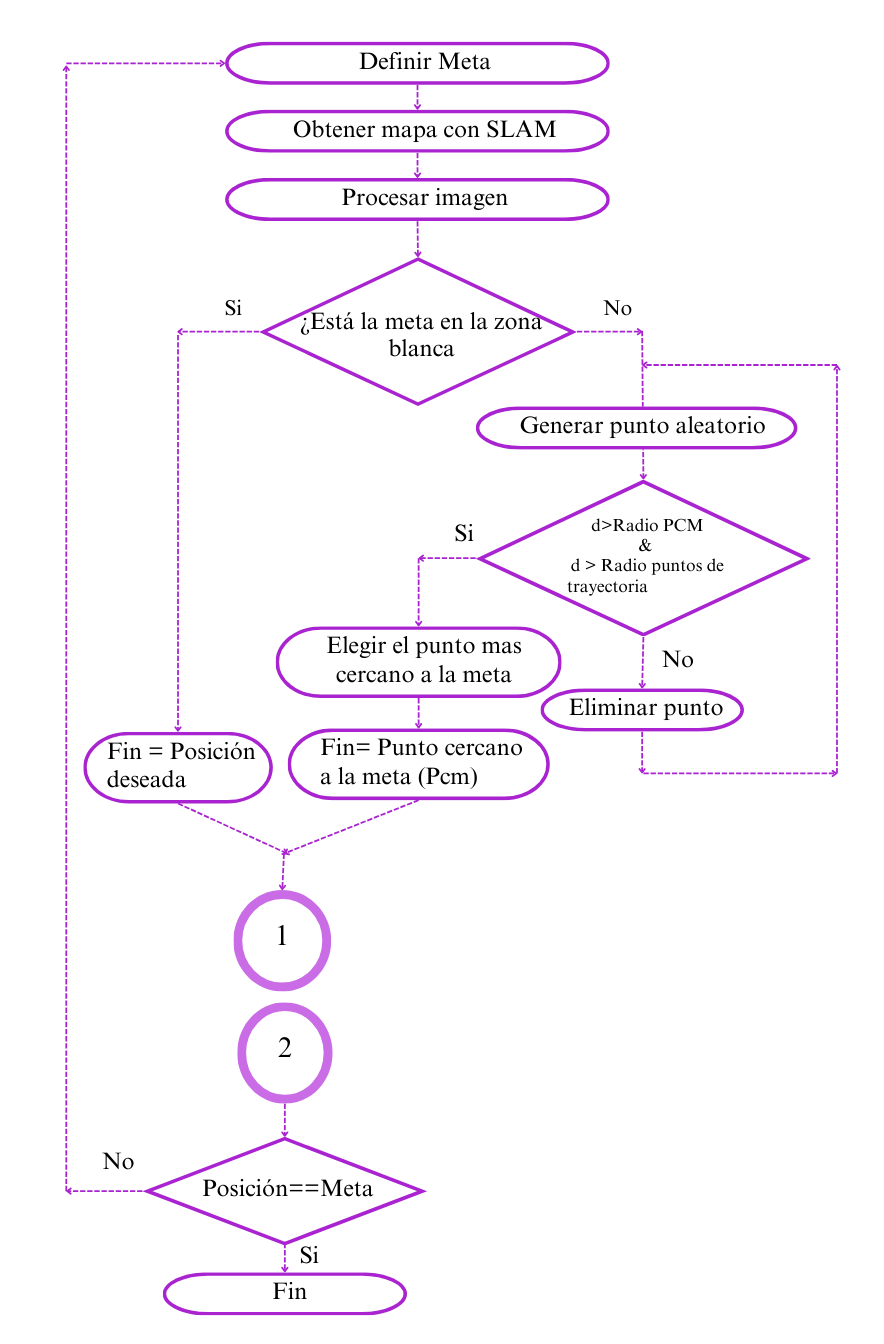 Definir Meta
Obtener mapa con SLAM
Procesar imagen
Si
No
¿Está la meta en la zona
blanca
Generar punto aleatorio
Si
d>Radio PCM
&
d > Radio puntos de
trayectoria
No
Elegir el punto mas
cercano a la meta
Eliminar punto
Fin = Posición
deseada
Fin= Punto cercano
a la meta (Pcm)
1
2
No
Posición==Meta
Si
Fin